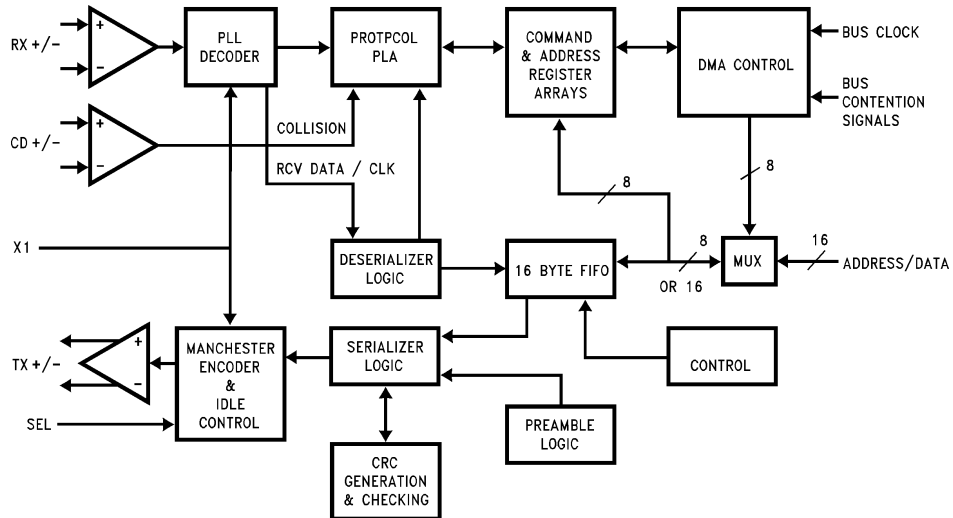 RX +/-
+
−
PLL
DECODER
PROTPCOL
PLA
COMMAND
& ADDRESS
REGISTER
ARRAYS
DMA CONTROL
BUS CLOCK
BUS
CONTENTION
SIGNALS
CD +/-
+
−
COLLISION
RCV DATA / CLK
8
8
X1
DESERIALIZER
LOGIC
16 BYTE FIFO
8
OR 16
MUX
16
ADDRESS/DATA
TX +/-
+
−
MANCHESTER
ENCODER
&
IDLE
CONTROL
SERIALIZER
LOGIC
CONTROL
SEL
PREAMBLE
LOGIC
CRC
GENERATION
& CHECKING